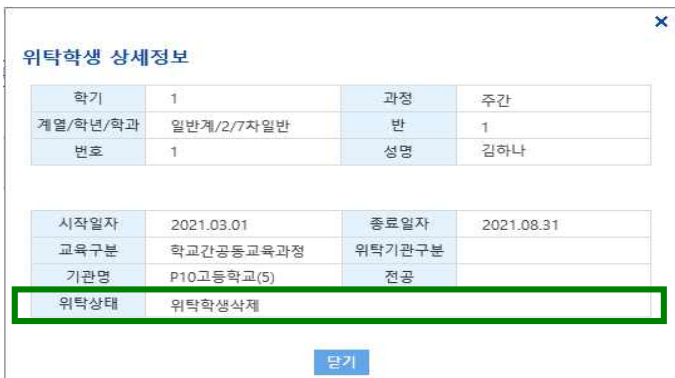 위탁학생 상세정보
학기 1 과정 주간
계열/학년/학과 일반계/2/7차일반 반 1
번호 1 성명 김하나
시작일자 2021.03.01 종료일자 2021.08.31
교육구분 학교간공동교육과정 위탁기관구분
기관명 P10고등학교(5) 전공
위탁상태 위탁학생삭제
닫기